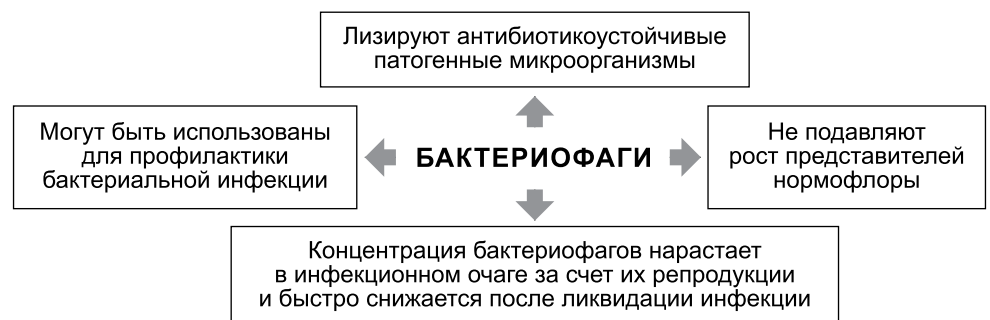 Лизируют антибиотикоустойчивые
патогенные микроорганизмы
Могут быть использованы
для профилактики
бактериальной инфекции
БАКТЕРИОФАГИ
Не подавляют
рост представителей
нормофлоры
Концентрация бактериофагов нарастает
в инфекционном очаге за счет их репродукции
и быстро снижается после ликвидации инфекции